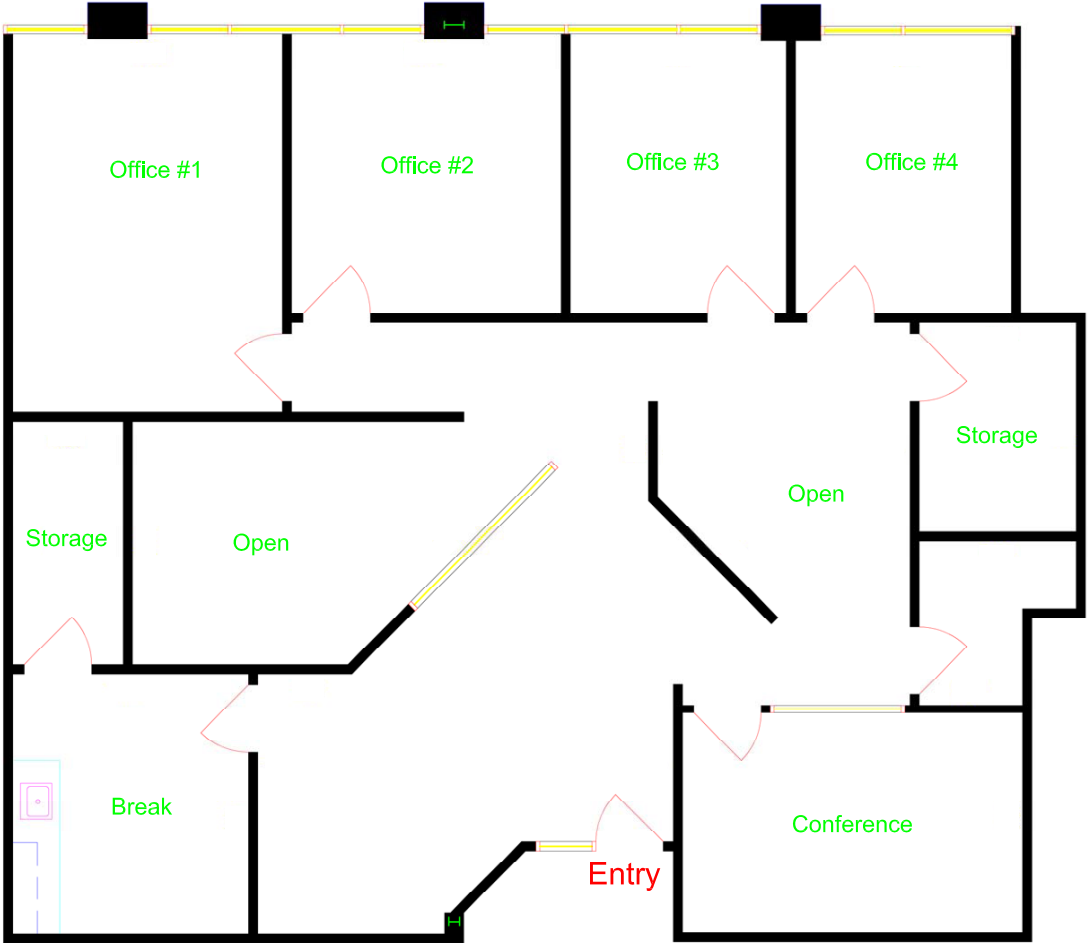 Office #1
Office #2
Office #3
Office #4
Storage
Open
Storage
Open
Break
Conference
Entry